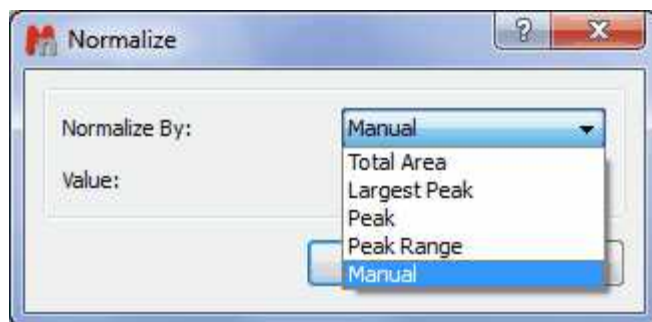 Normalize
Normalize By:
Manual
Total Area
Largest Peak
Peak
Peak Range
Manual
Value: